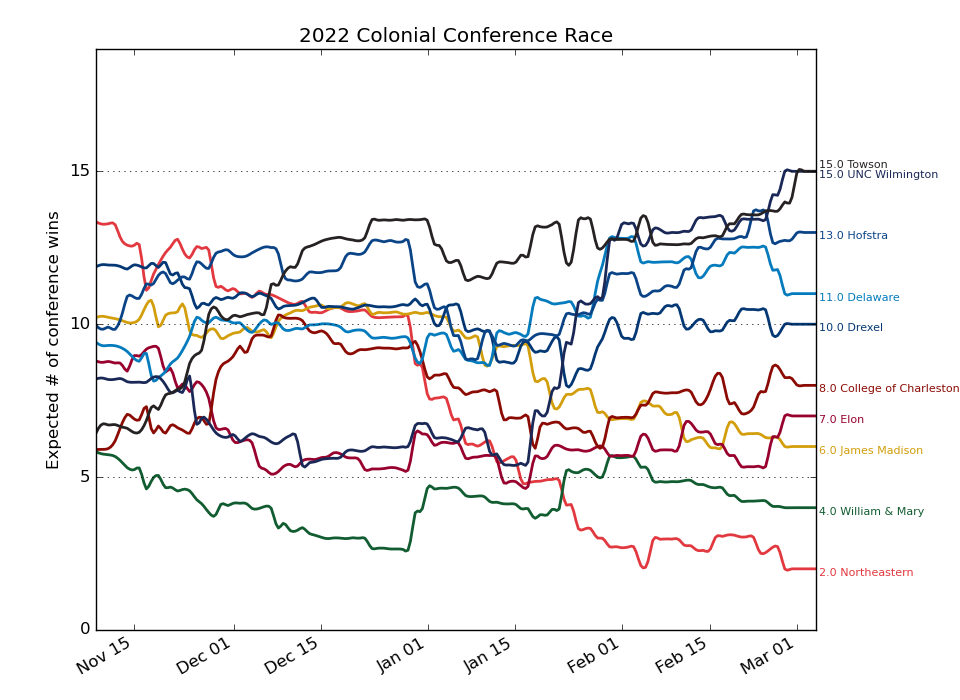 2022 Colonial Conference Race
Expected # of conference wins
15
10
5
0
15.0 Towson
15.0 UNC Wilmington
13.0 Hofstra
11.0 Delaware
10.0 Drexel
8.0 College of Charleston
7.0 Elon
6.0 James Madison
4.0 William & Mary
2.0 Northeastern
Nov 15
Dec 01
Dec 15
Jan 01
Jan 15
Feb 01
Feb 15
Mar 01